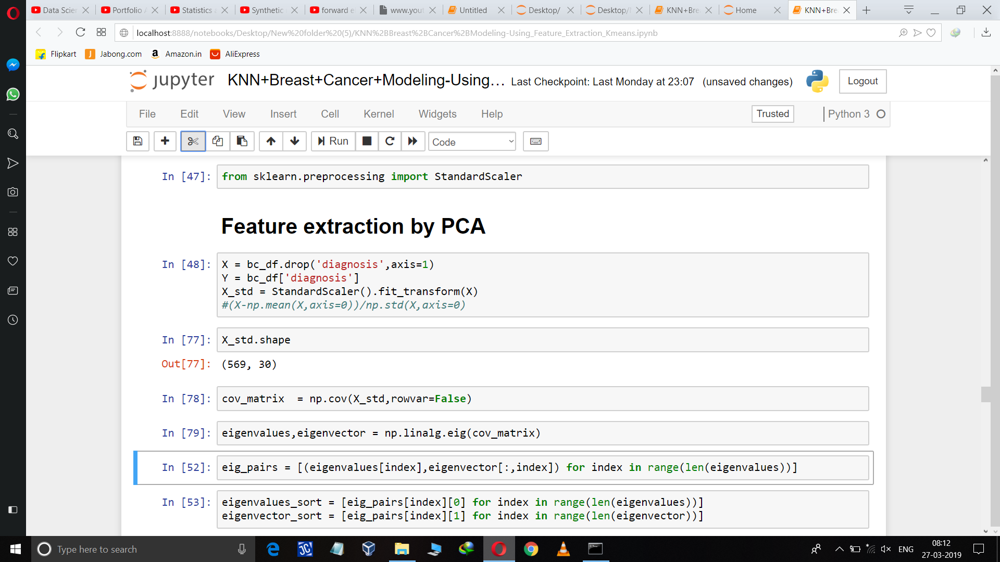 Data Scien
Portfolio A
Statistics a
Synthetic
forward e
www.yout
Untitled
Desktop/
Desktop/
KNN+Bre
Home
KNN+Bre
localhost:8888/notebooks/Desktop/New%20folder%20(5)/KNN%2BBreast%2BCancer%2BModeling-Using_Feature_Extraction_Kmeans.ipynb
Flipkart
Jabong.com
Amazon.in
AliExpress
jupyter
KNN+Breast+Cancer+Modeling-Using...
Last Checkpoint: Last Monday at 23:07 (unsaved changes)
Logout
File
Edit
View
Insert
Cell
Kernel
Widgets
Help
Trusted
Python 3
Run
Code
In [47]: from sklearn.preprocessing import StandardScaler
Feature extraction by PCA
In [48]: X = bc_df.drop('diagnosis',axis=1)
Y = bc_df['diagnosis']
X_std = StandardScaler().fit_transform(X)
#(X-np.mean(X,axis=0))/np.std(X,axis=0)
In [77]: X_std.shape
Out[77]: (569, 30)
In [78]: cov_matrix  = np.cov(X_std,rowvar=False)
In [79]: eigenvalues,eigenvector = np.linalg.eig(cov_matrix)
In [52]: eig_pairs = [(eigenvalues[index],eigenvector[:,index]) for index in range(len(eigenvalues))]
In [53]: eigenvalues_sort = [eig_pairs[index][0] for index in range(len(eigenvalues))]
eigenvector_sort = [eig_pairs[index][1] for index in range(len(eigenvector))]
Type here to search
ENG
08:12
27-03-2019